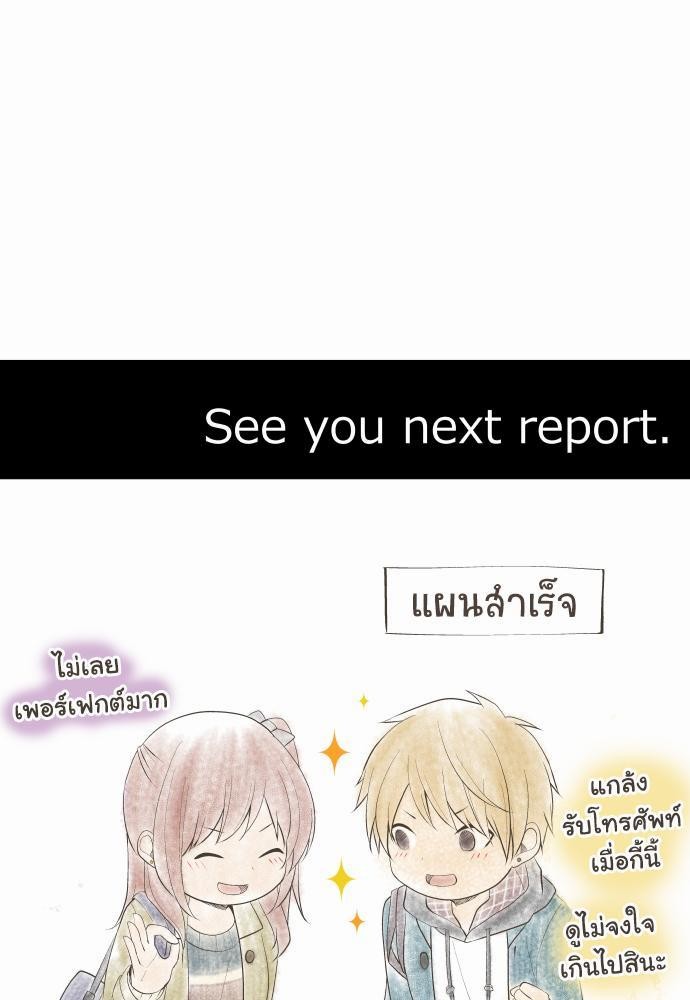 See you next report.
แผนสำเร็จ
ไม่เลย
เพอร์เฟกต์มาก
แกล้ง
รับโทรศัพท์
เมื่อกี้นี้
ดูไม่จงใจ
เกินไปสินะ